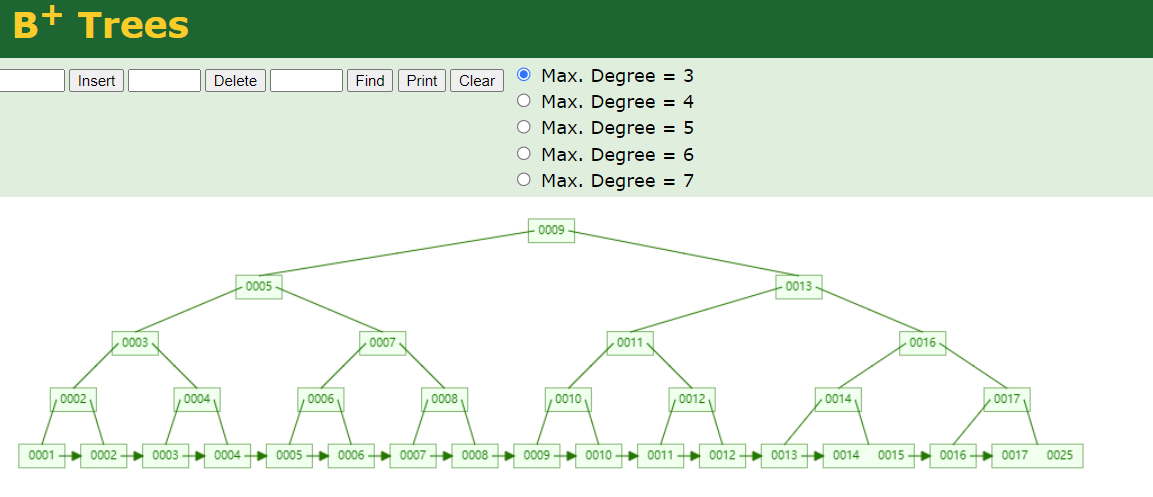 B+ Trees
Insert Delete Find Print Clear
Max. Degree = 3
Max. Degree = 4
Max. Degree = 5
Max. Degree = 6
Max. Degree = 7
0009
0005 0013
0003 0007 0011 0016
0002 0004 0006 0008 0010 0012 0014 0017
0001 0002 0003 0004 0005 0006 0007 0008 0009 0010 0011 0012 0013 0014 0015 0016 0017 0025